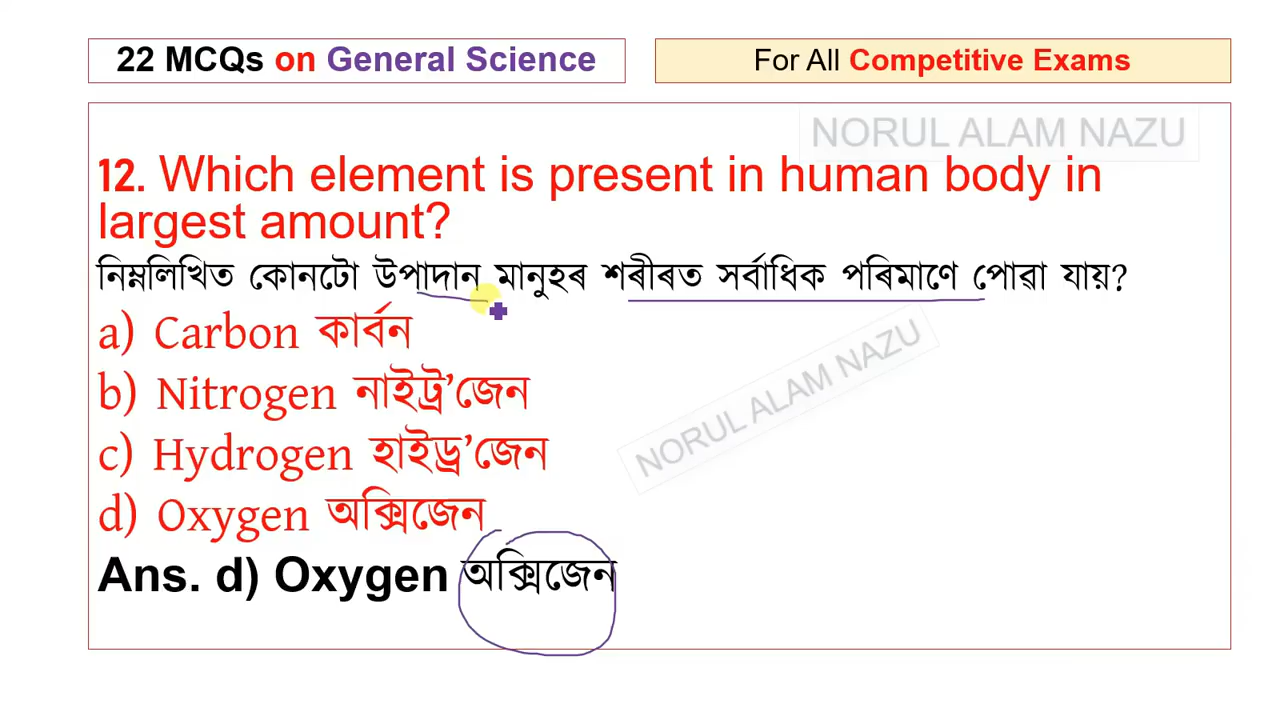 22 MCQs on General Science
For All Competitive Exams
NORUL ALAM NAZU
12. Which element is present in human body in
largest amount?
নিম্নলিখিত কোনটো উপাদান মানুহৰ শৰীৰত সৰ্বাধিক পৰিমাণে পোৱা যায়?
a) Carbon কাৰ্বন
b) Nitrogen নাইট্ৰ’জেন
c) Hydrogen হাইড্ৰ’জেন
d) Oxygen অক্সিজেন
NORUL ALAM NAZU
Ans. d) Oxygen অক্সিজেন